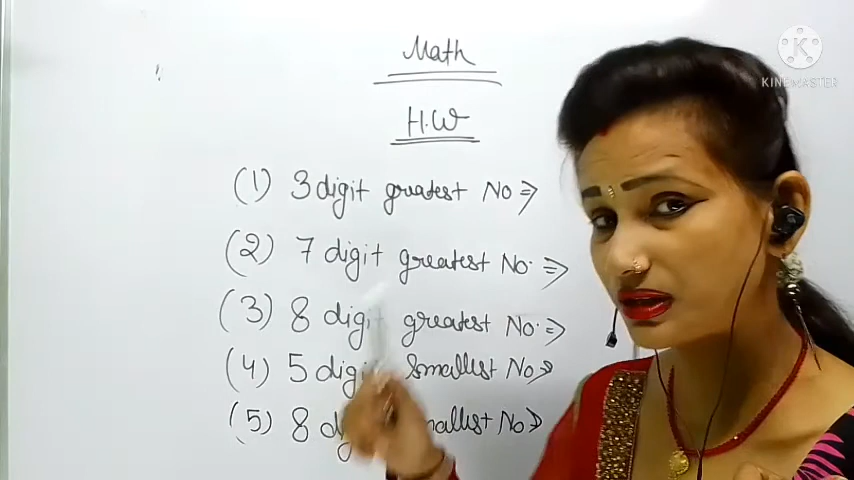 Math
H.W
(1) 3 digit greatest No ⇒
(2) 7 digit greatest No. ⇒
(3) 8 digit greatest No. ⇒
(4) 5 digit smallest No ⇒
(5) 8 No ⇒
K
KINEMASTER